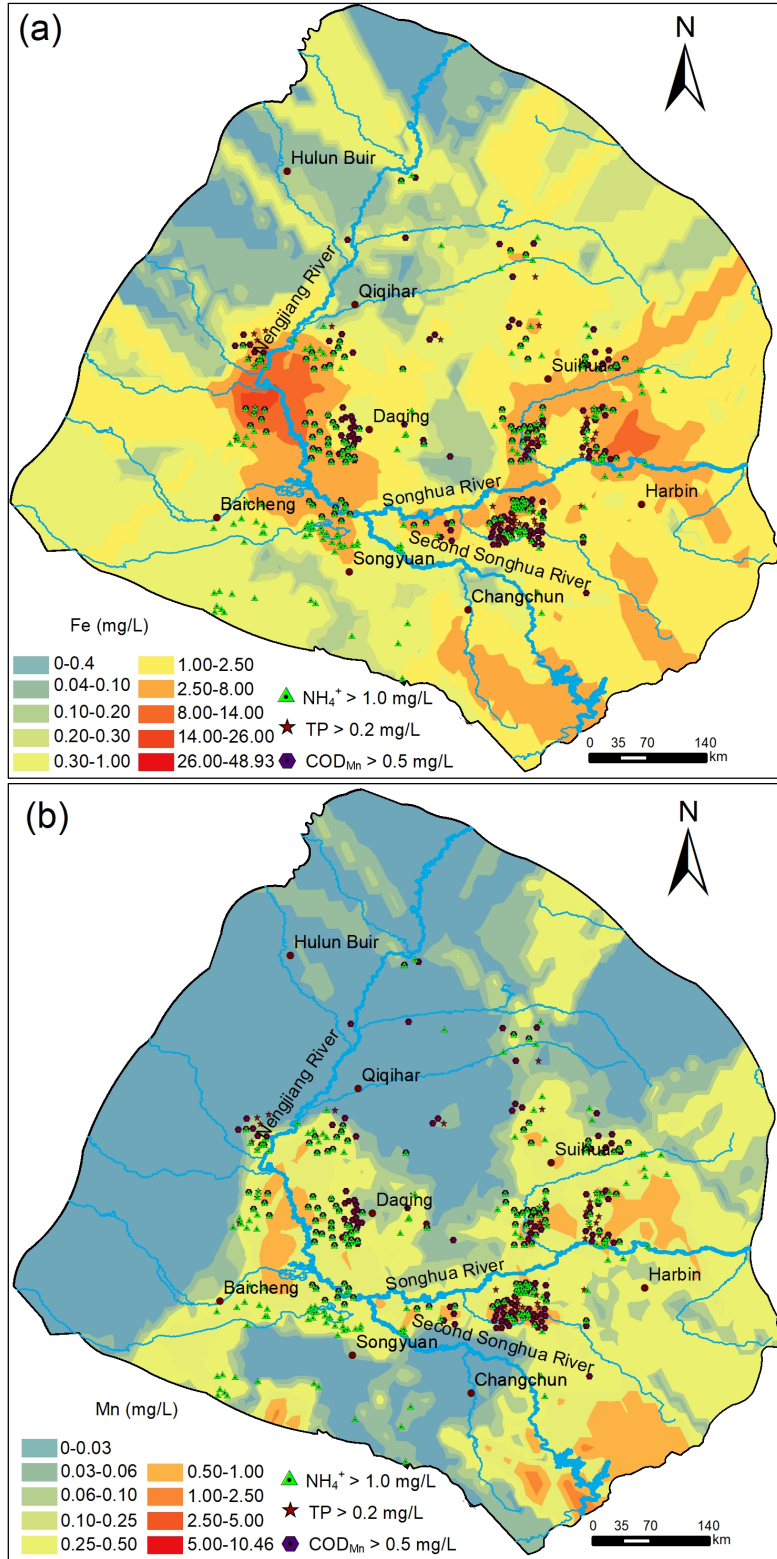 (a)
N
Hulun Buir
Nengjiang River
Qiqihar
Suihua
Daqing
Songhua River
Baicheng
Harbin
Second Songhua River
Songyuan
Changchun
Fe (mg/L)
0-0.4
1.00-2.50
0.04-0.10
2.50-8.00
NH₄⁺ > 1.0 mg/L
0.10-0.20
8.00-14.00
TP > 0.2 mg/L
0.20-0.30
14.00-26.00
0.30-1.00
26.00-48.93
COD_Mn > 0.5 mg/L
0 35 70 140
km
(b)
N
Hulun Buir
Nengjiang River
Qiqihar
Suihua
Daqing
Songhua River
Baicheng
Harbin
Second Songhua River
Songyuan
Changchun
Mn (mg/L)
0-0.03
0.03-0.06
0.50-1.00
NH₄⁺ > 1.0 mg/L
0.06-0.10
1.00-2.50
TP > 0.2 mg/L
0.10-0.25
2.50-5.00
0.25-0.50
5.00-10.46
COD_Mn > 0.5 mg/L
0 35 70 140
km